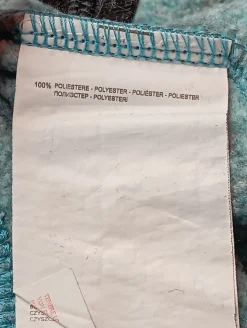 100% POLIESTERE - POLYESTER - POLIÉSTER - POLIESTER
ПОЛИЭСТЕР - POLYESTERI